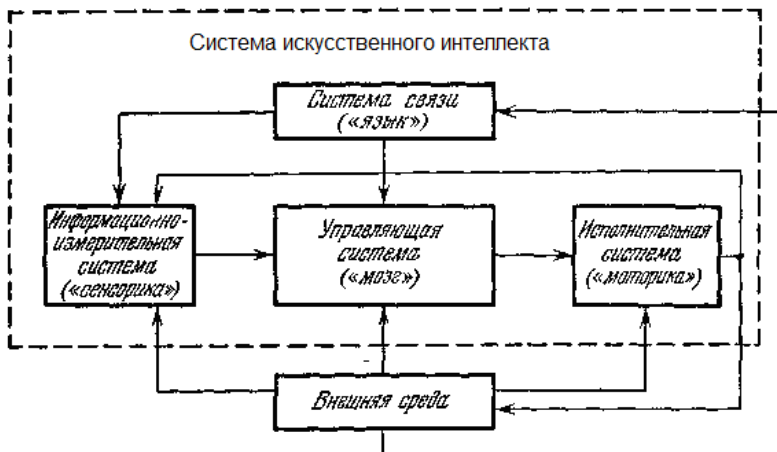 Система искусственного интеллекта
Система связи
(«язык»)
Информационно-
измерительная
система
(«сенсорика»)
Управляющая
система
(«мозг»)
Исполнительная
система
(«моторика»)
Внешняя среда